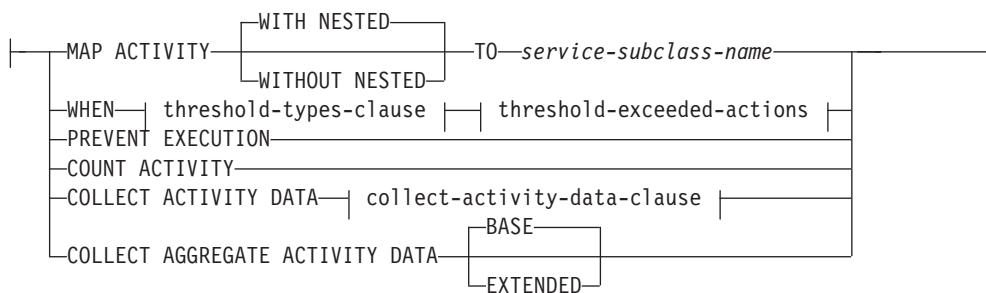 WITH NESTED
MAP ACTIVITY TO service-subclass-name
WITHOUT NESTED
WHEN threshold-types-clause threshold-exceeded-actions
PREVENT EXECUTION
COUNT ACTIVITY
COLLECT ACTIVITY DATA collect-activity-data-clause
BASE
COLLECT AGGREGATE ACTIVITY DATA
EXTENDED